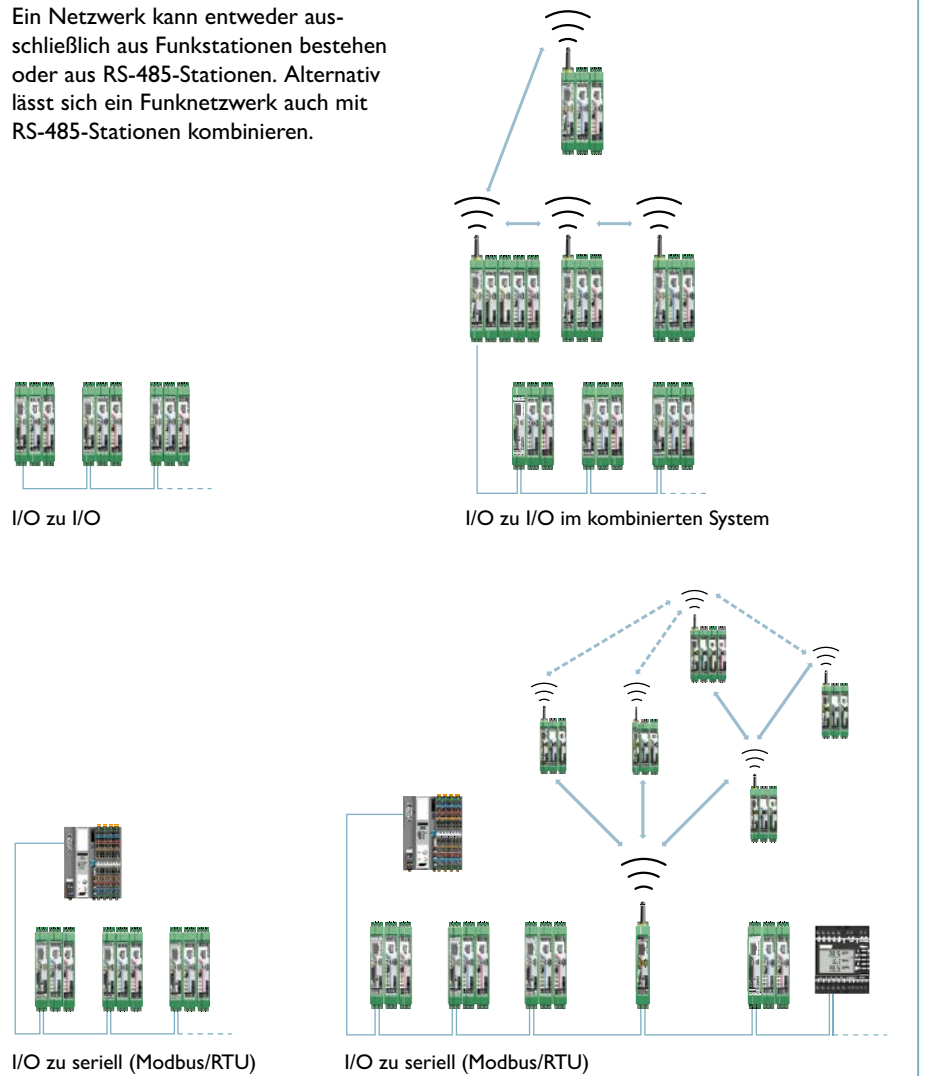 Ein Netzwerk kann entweder aus-
schließlich aus Funkstationen bestehen
oder aus RS-485-Stationen. Alternativ
lässt sich ein Funknetzwerk auch mit
RS-485-Stationen kombinieren.
I/O zu I/O
I/O zu I/O im kombinierten System
I/O zu seriell (Modbus/RTU)
I/O zu seriell (Modbus/RTU)